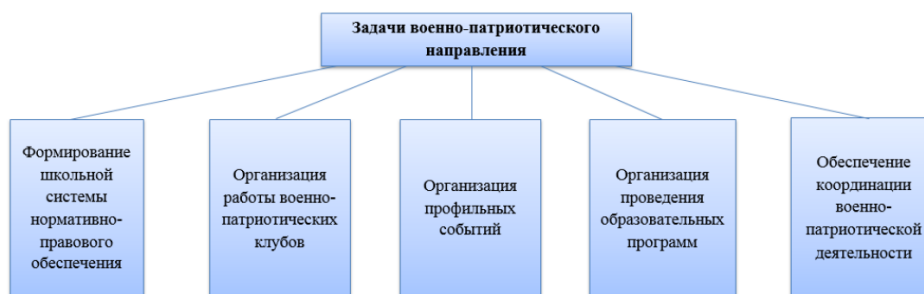 Задачи военно-патриотического
направления
Формирование
школьной
системы
нормативно-
правового
обеспечения
Организация
работы военно-
патриотических
клубов
Организация
профильных
событий
Организация
проведения
образовательных
программ
Обеспечение
координации
военно-
патриотической
деятельности